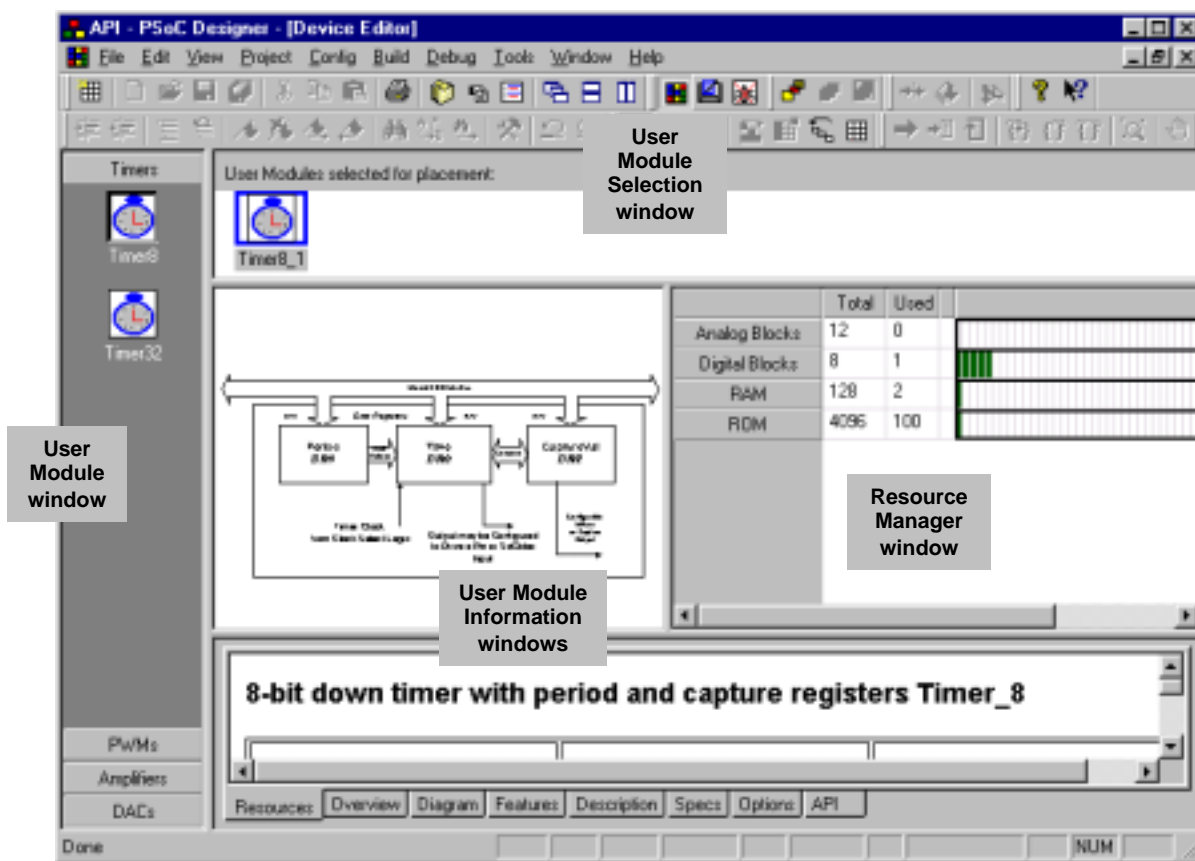 API - PSoC Designer - [Device Editor]
File Edit View Project Config Build Debug Tools Window Help
User
Module
Selection
window
Timers
Timer8
Timer32
User Modules selected for placement:
Timer8_1
User
Module
window
Total Used
Analog Blocks 12 0
Digital Blocks 8 1
RAM 128 2
ROM 4096 100
Resource
Manager
window
User Module
Information
windows
8-bit down timer with period and capture registers Timer_8
PWMs
Amplifiers
DACs
Resources Overview Diagram Features Description Specs Options API
Done
NUM